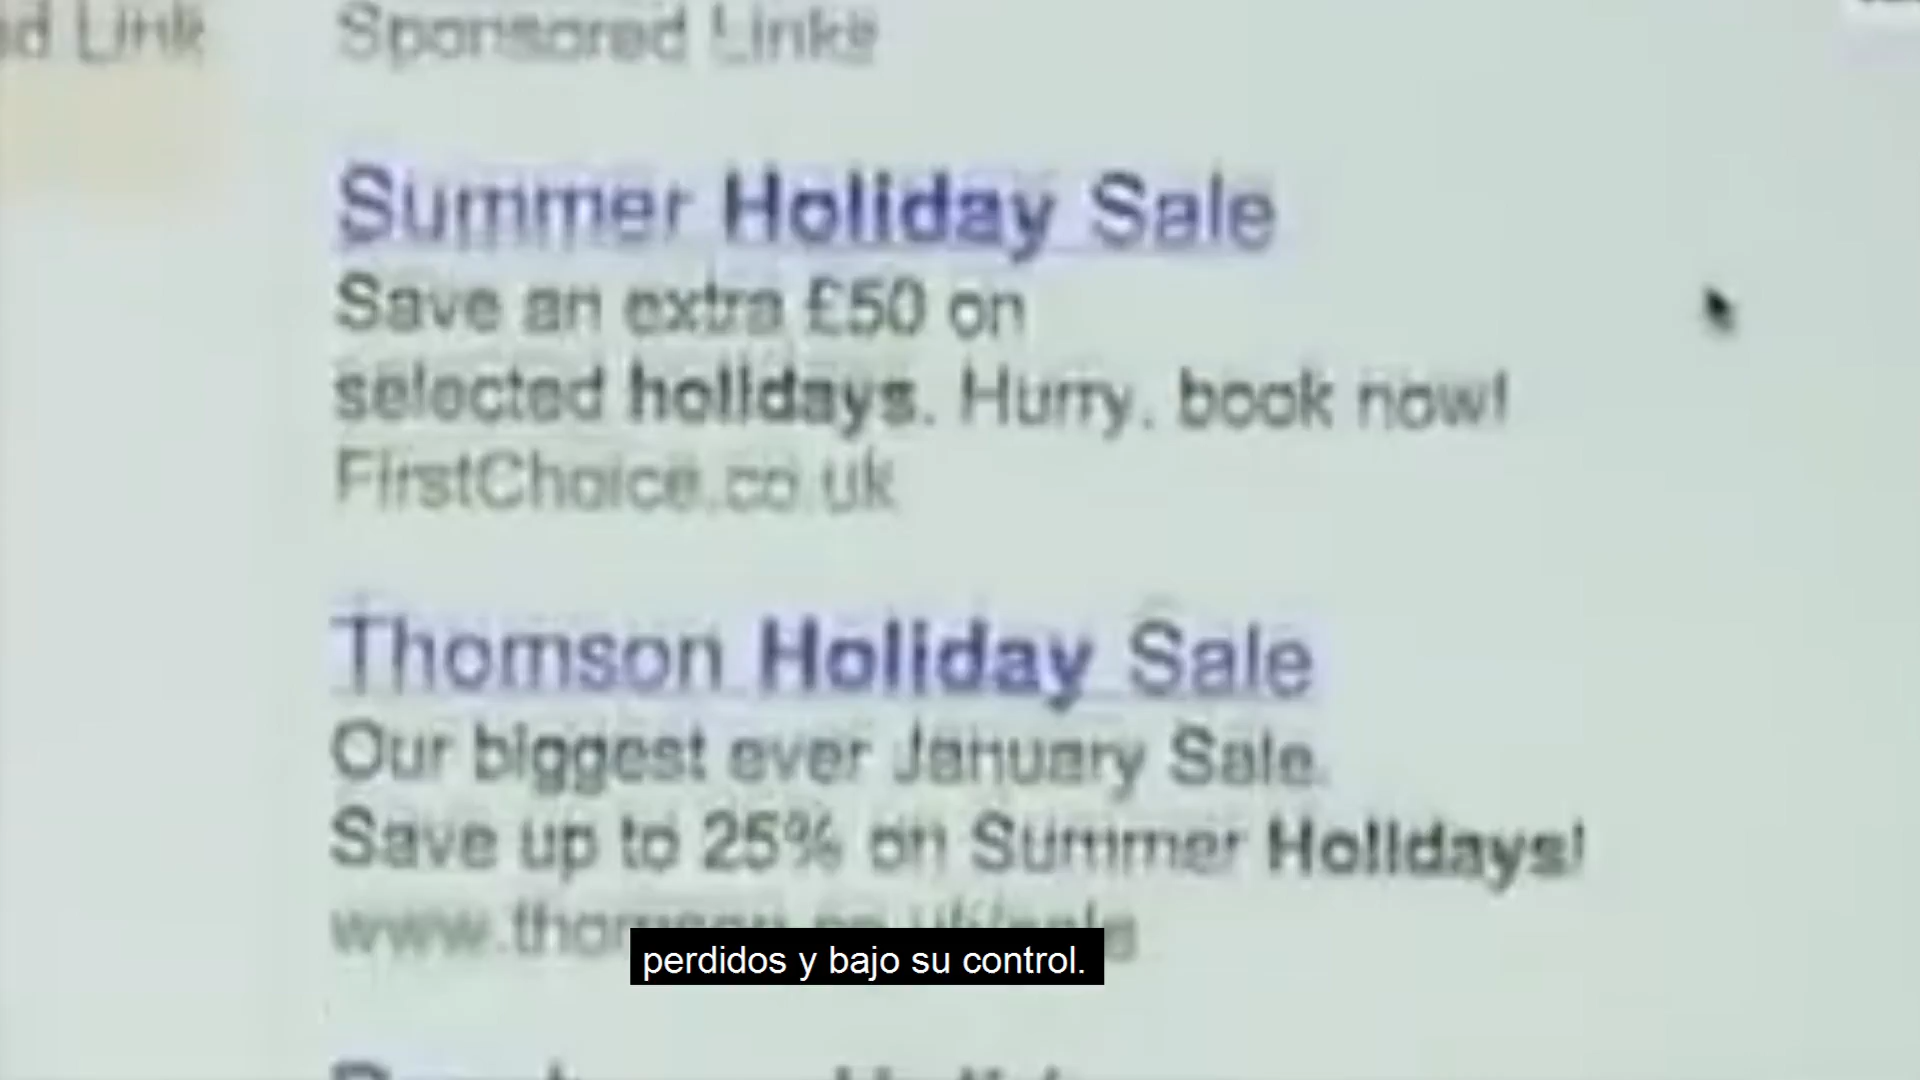 d Link
Sponsored Links
Summer Holiday Sale
Save an extra £50 on
selected holidays. Hurry, book now!
FirstChoice.co.uk
Thomson Holiday Sale
Our biggest ever January Sale.
Save up to 25% on Summer Holidays!
perdidos y bajo su control.